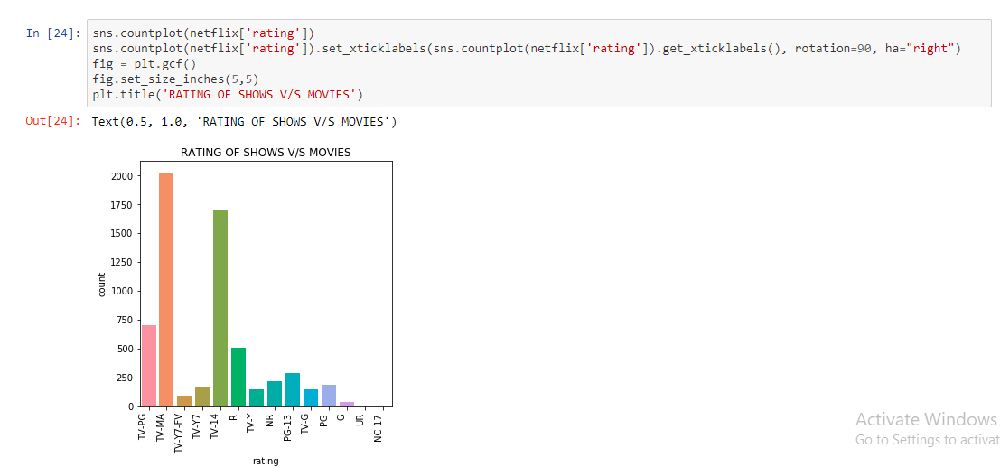 In [24]: sns.countplot(netflix['rating'])
sns.countplot(netflix['rating']).set_xticklabels(sns.countplot(netflix['rating']).get_xticklabels(), rotation=90, ha="right")
fig = plt.gcf()
fig.set_size_inches(5,5)
plt.title('RATING OF SHOWS V/S MOVIES')
Out[24]: Text(0.5, 1.0, 'RATING OF SHOWS V/S MOVIES')
RATING OF SHOWS V/S MOVIES
2000
1750
1500
1250
1000
750
500
250
0
count
TV-PG
TV-MA
TV-Y7-FV
TV-Y7
TV-14
R
TV-Y
NR
PG-13
TV-G
PG
G
UR
NC-17
rating
Activate Windows
Go to Settings to activat